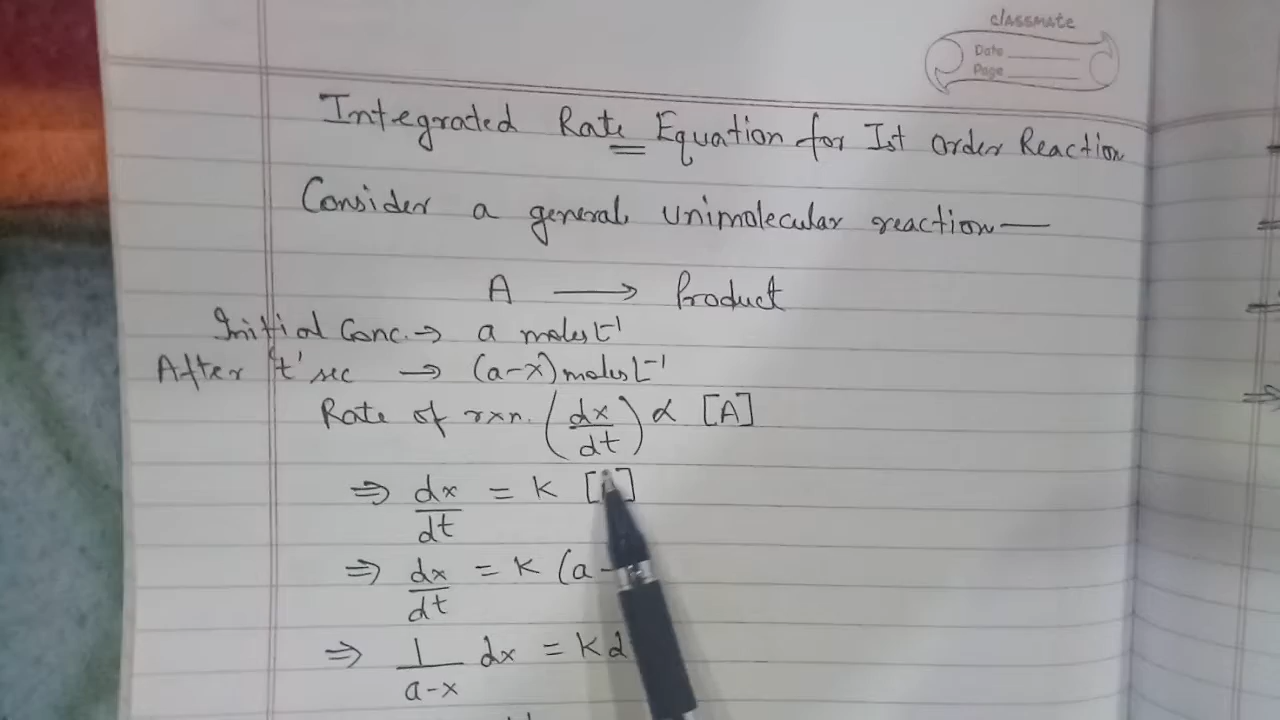 classmate
Date
Page
Integrated Rate Equation for Ist order Reaction
Consider a general unimolecular reaction—
A ⟶ Product
Initial Conc. → a moles L⁻¹
After 't' sec → (a-x) moles L⁻¹
Rate of rxn. (dx/dt) ∝ [A]
⇒ dx/dt = K [ ]
⇒ dx/dt = K (a -
⇒ 1/(a-x) dx = K d